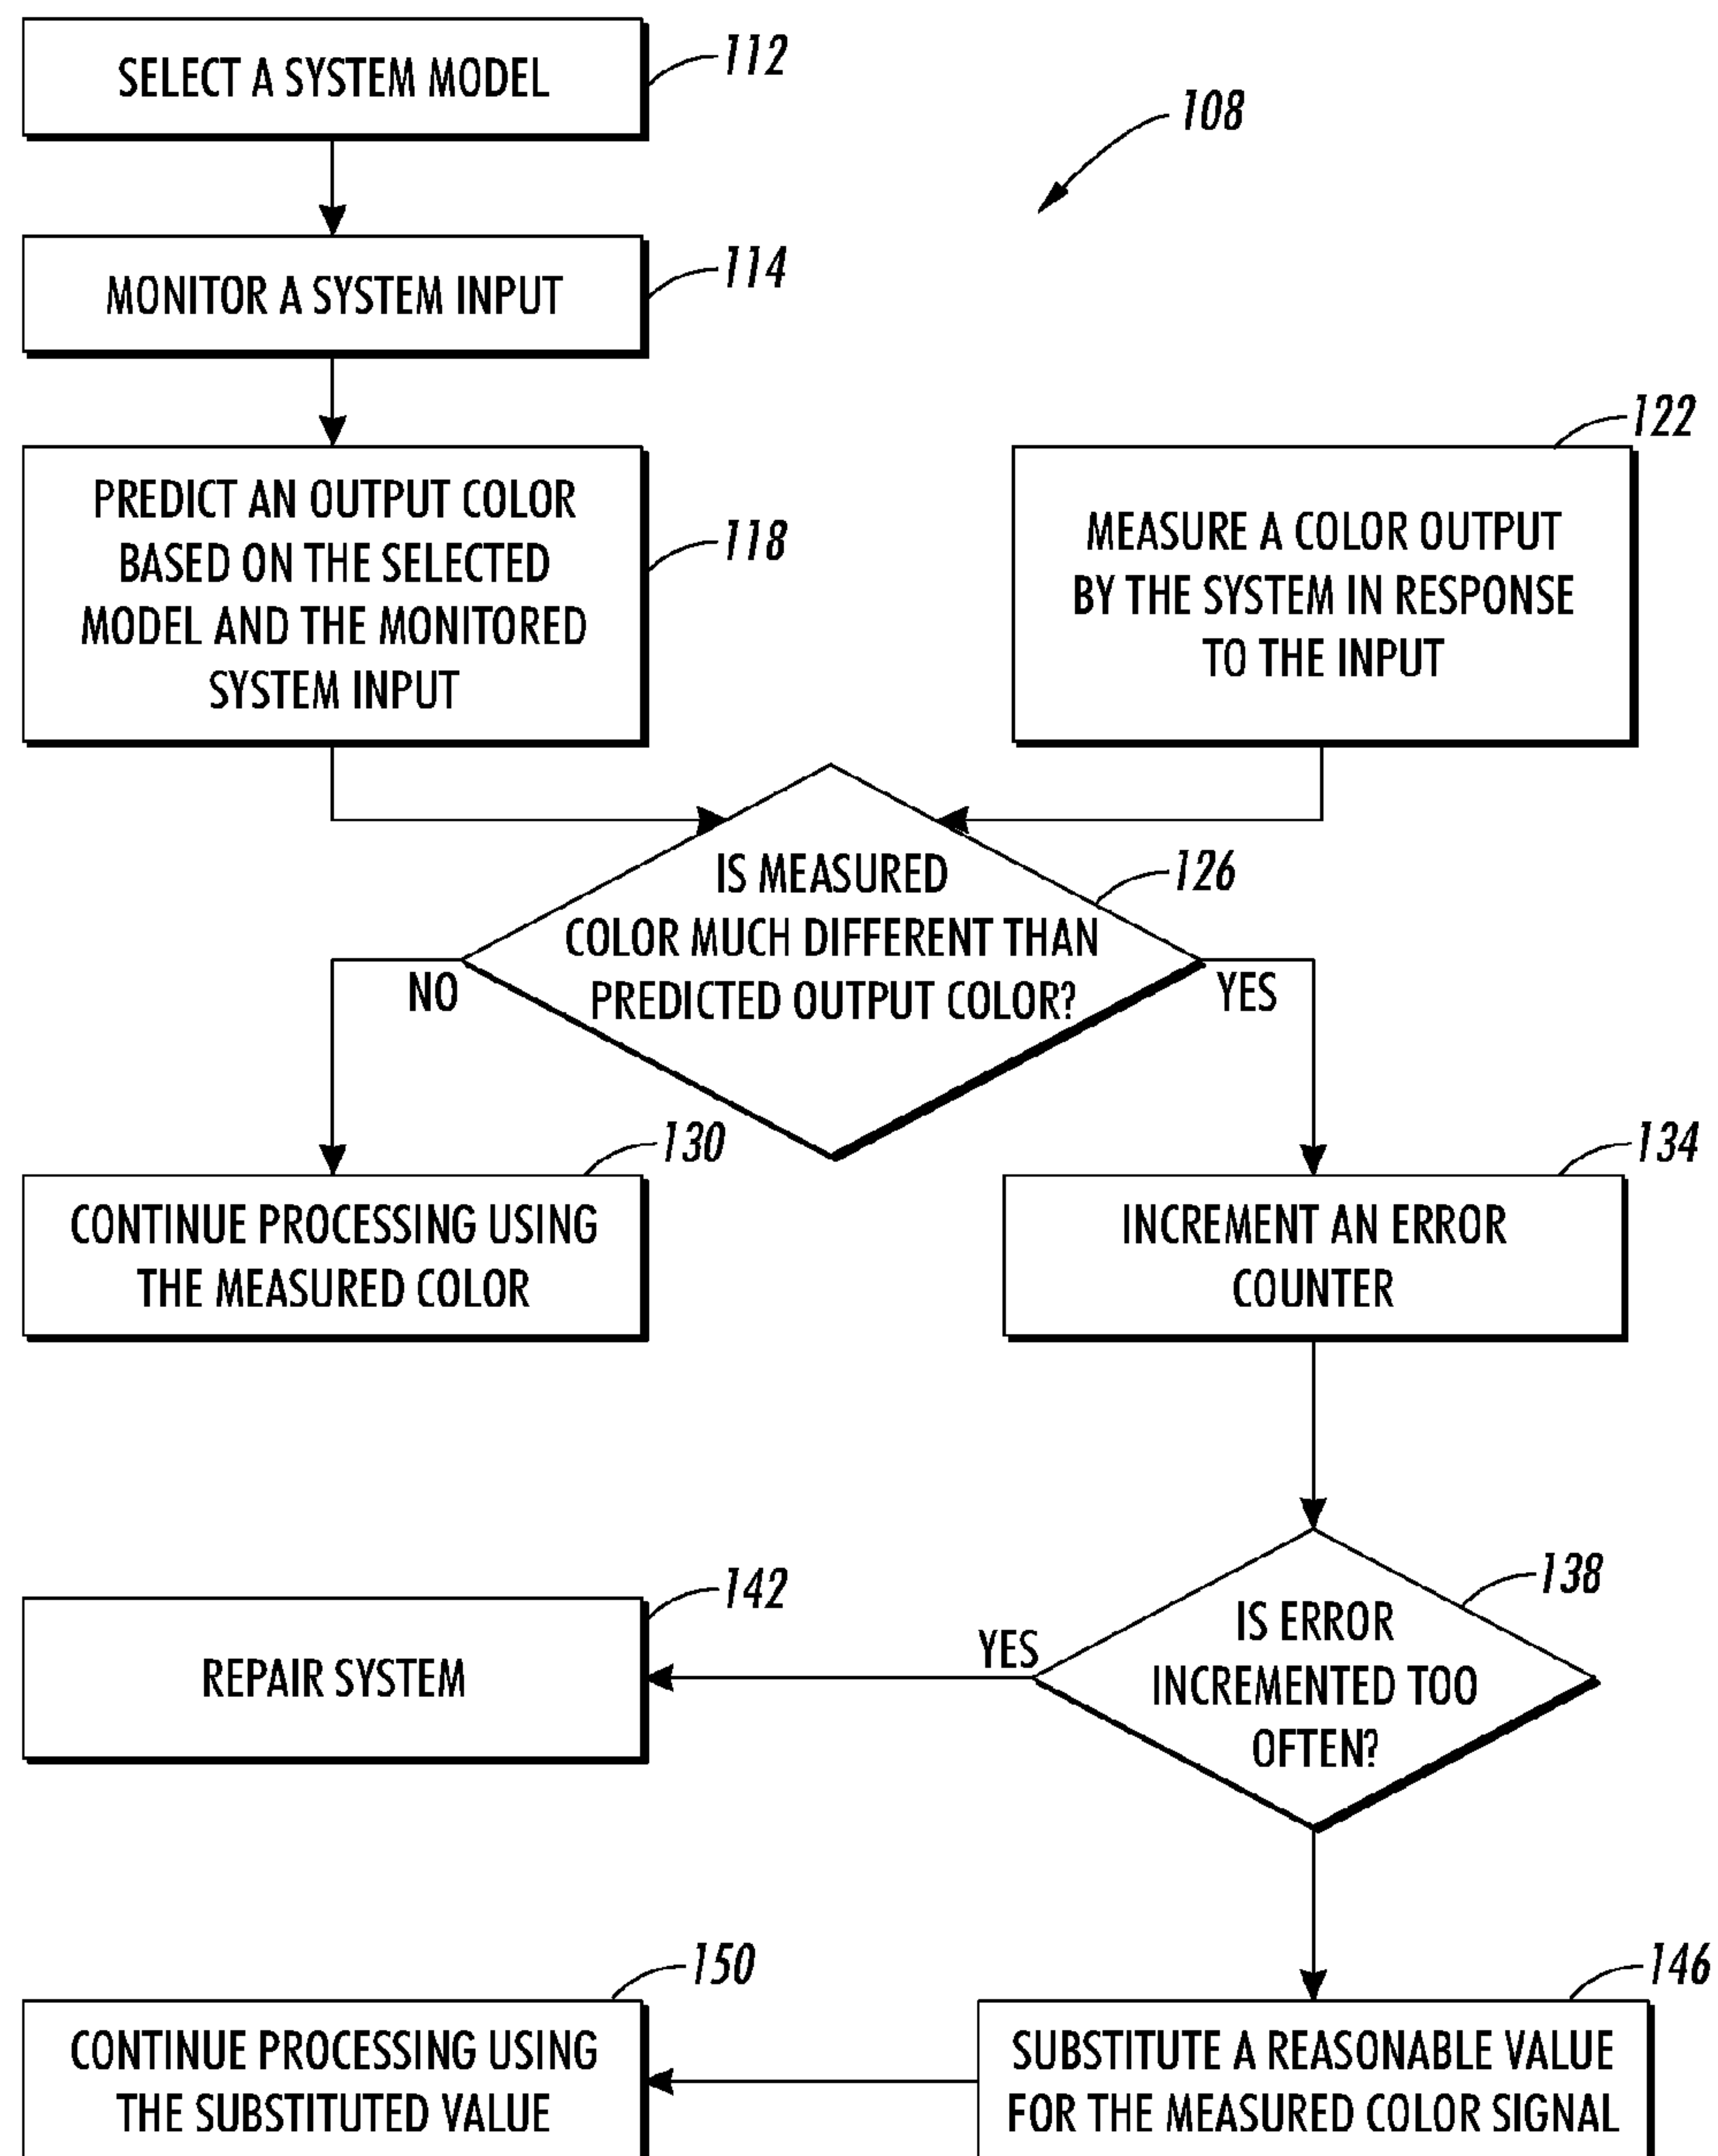 SELECT A SYSTEM MODEL
112
108
MONITOR A SYSTEM INPUT
114
PREDICT AN OUTPUT COLOR
BASED ON THE SELECTED
MODEL AND THE MONITORED
SYSTEM INPUT
118
122
MEASURE A COLOR OUTPUT
BY THE SYSTEM IN RESPONSE
TO THE INPUT
IS MEASURED
COLOR MUCH DIFFERENT THAN
PREDICTED OUTPUT COLOR?
126
NO
YES
130
CONTINUE PROCESSING USING
THE MEASURED COLOR
134
INCREMENT AN ERROR
COUNTER
138
IS ERROR
INCREMENTED TOO
OFTEN?
YES
142
REPAIR SYSTEM
146
SUBSTITUTE A REASONABLE VALUE
FOR THE MEASURED COLOR SIGNAL
150
CONTINUE PROCESSING USING
THE SUBSTITUTED VALUE